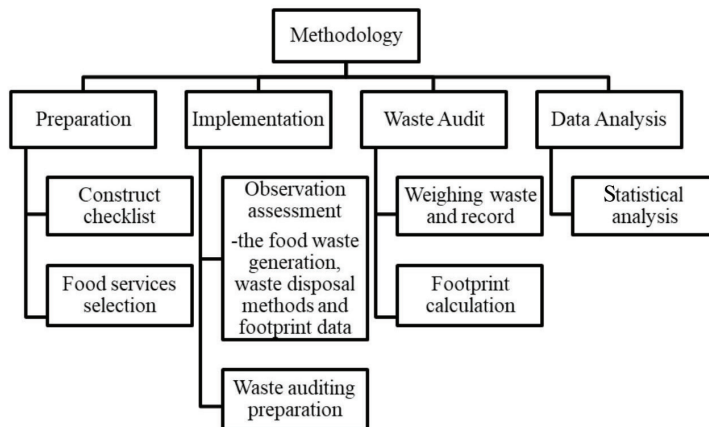 Methodology
Preparation
Implementation
Waste Audit
Data Analysis
Construct
checklist
Food services
selection
Observation
assessment
-the food waste
generation,
waste disposal
methods and
footprint data
Waste auditing
preparation
Weighing waste
and record
Footprint
calculation
Statistical
analysis